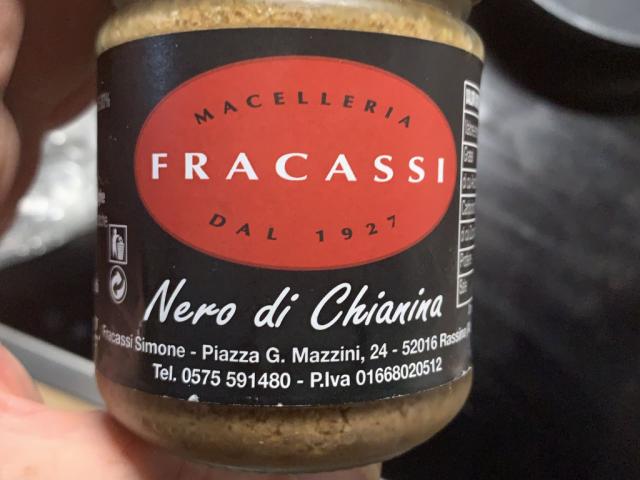 MACELLERIA
FRACASSI
DAL 1927
Nero di Chianina
Fracassi Simone - Piazza G. Mazzini, 24 - 52016 Rassina
Tel. 0575 591480 - P.Iva 01668020512